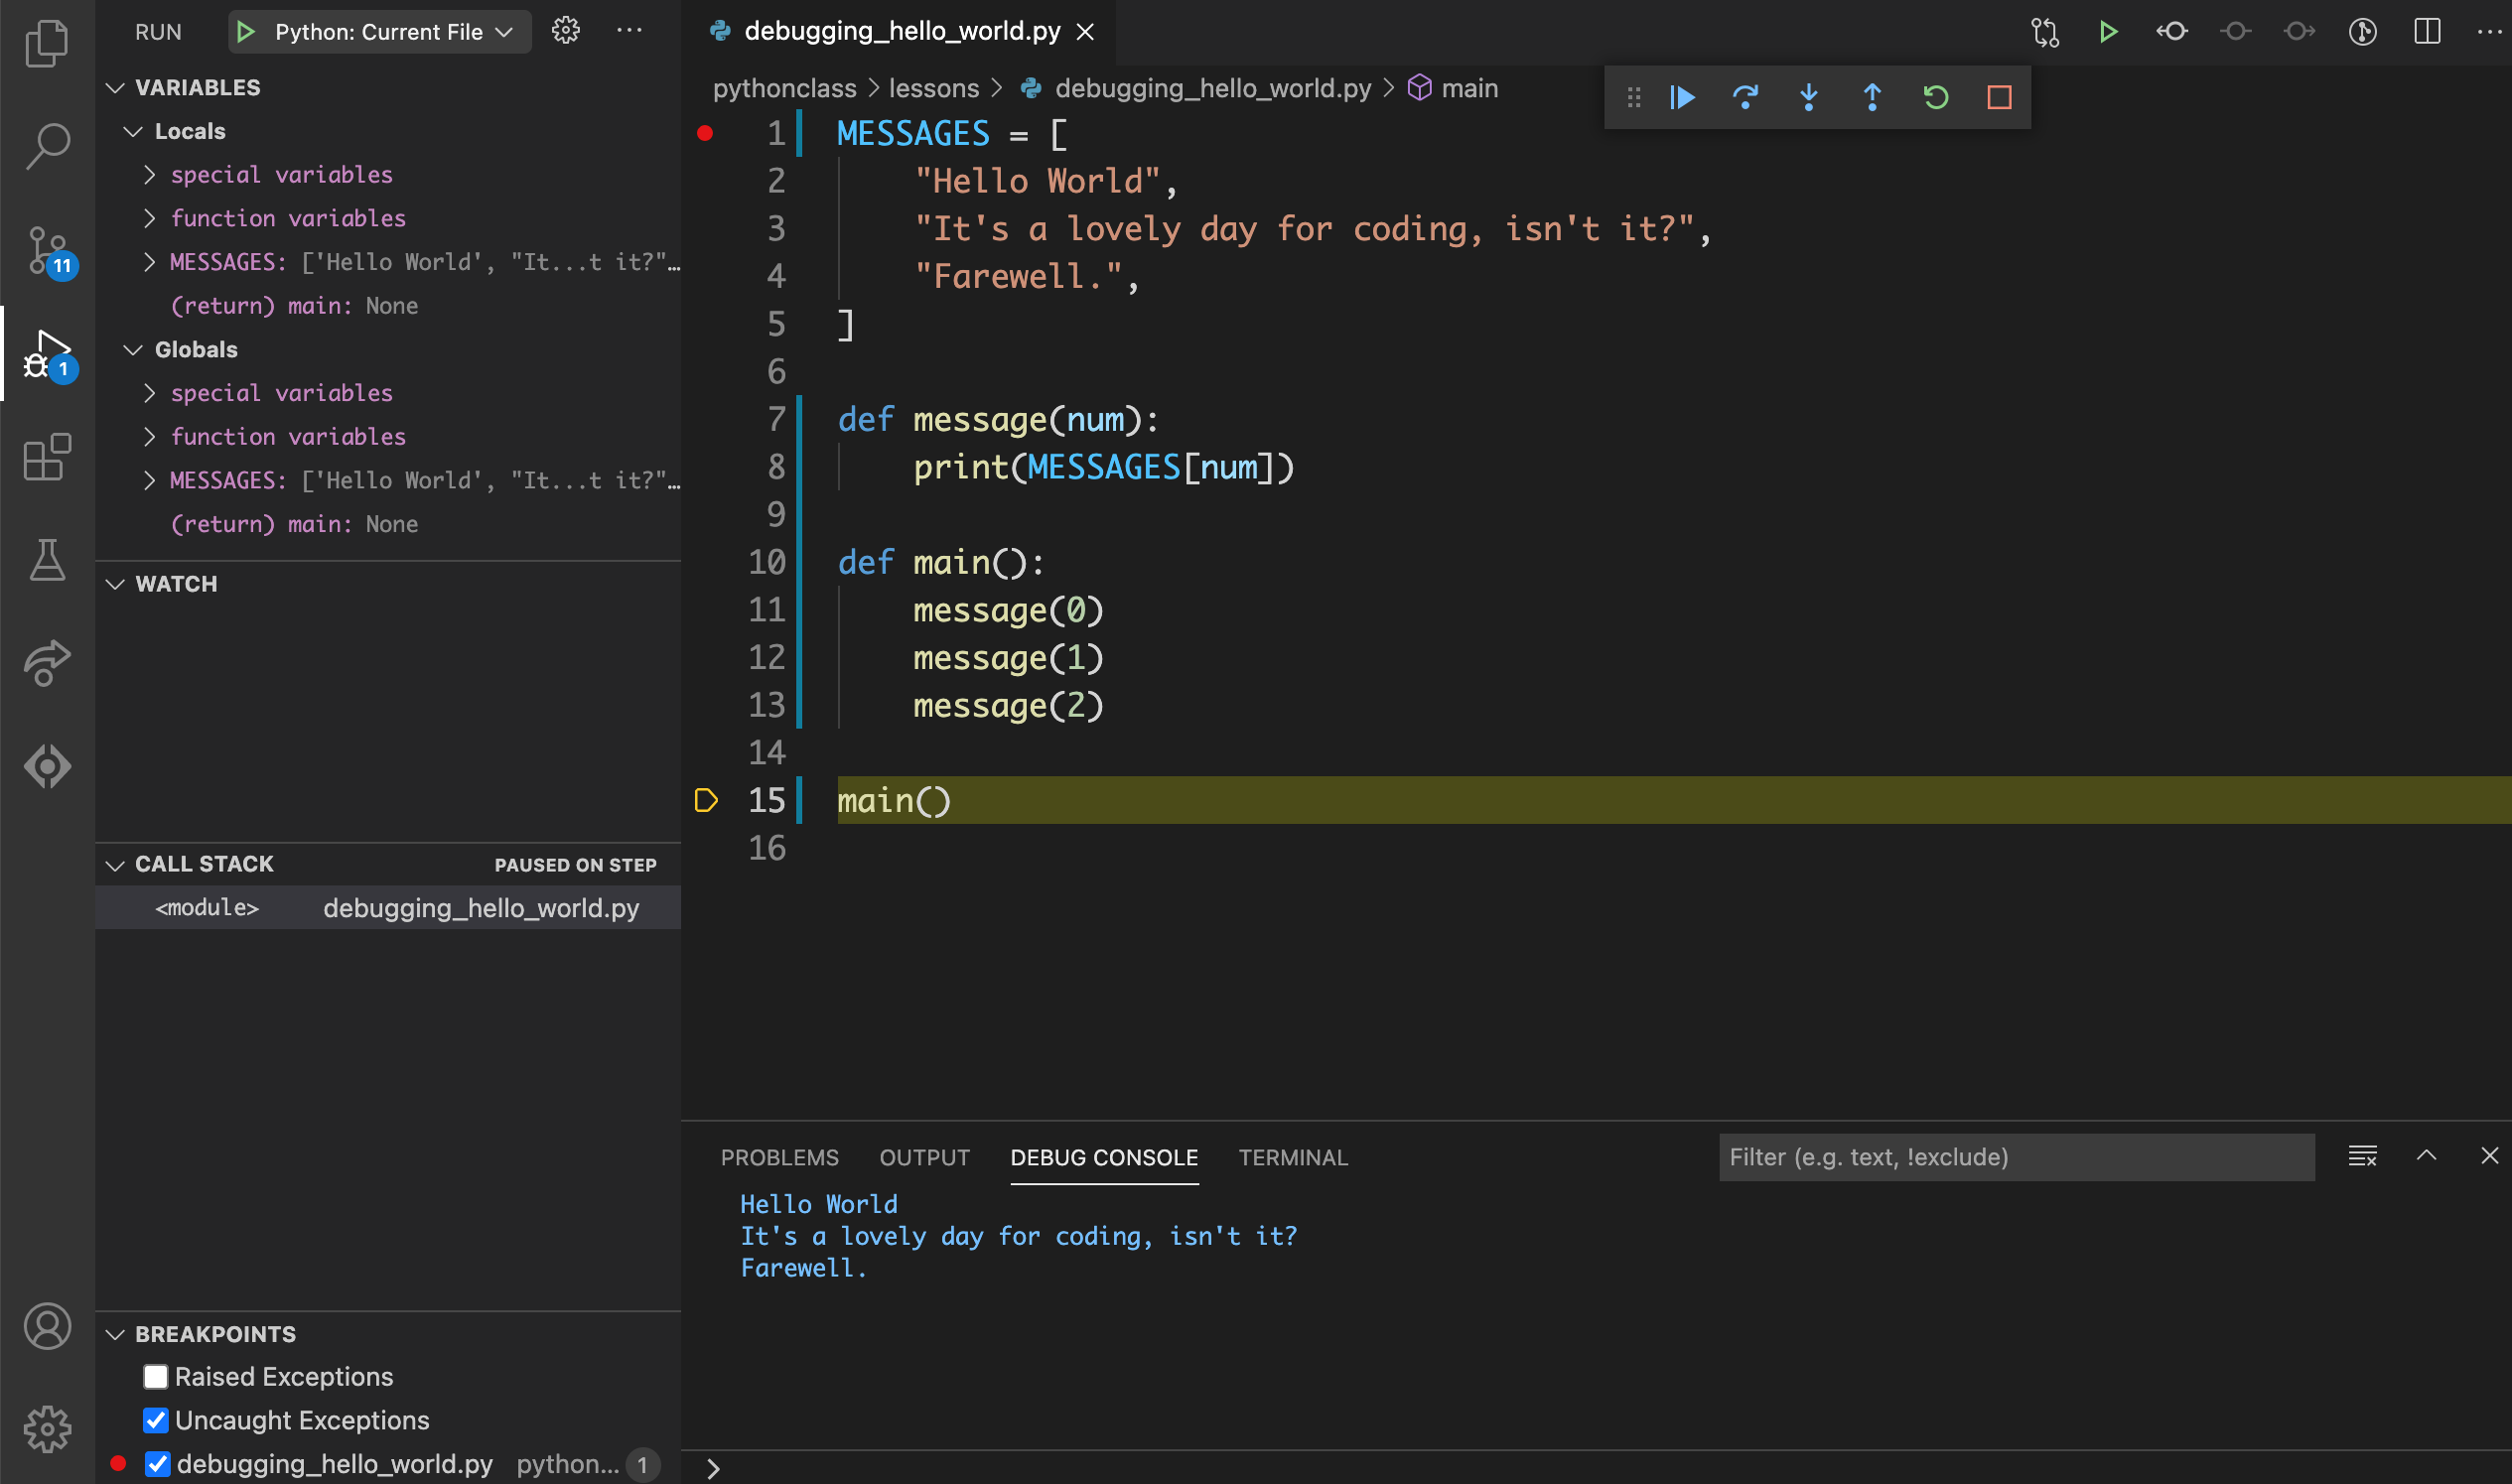 RUN
Python: Current File
VARIABLES
Locals
special variables
function variables
MESSAGES: ['Hello World', "It...t it?"…
(return) main: None
Globals
special variables
function variables
MESSAGES: ['Hello World', "It...t it?"…
(return) main: None
WATCH
CALL STACK PAUSED ON STEP
<module> debugging_hello_world.py
BREAKPOINTS
Raised Exceptions
Uncaught Exceptions
debugging_hello_world.py python... 1
11
1
debugging_hello_world.py
pythonclass > lessons > debugging_hello_world.py > main
1 MESSAGES = [
2     "Hello World",
3     "It's a lovely day for coding, isn't it?",
4     "Farewell.",
5 ]
6
7 def message(num):
8     print(MESSAGES[num])
9
10 def main():
11     message(0)
12     message(1)
13     message(2)
14
15 main()
16
PROBLEMS OUTPUT DEBUG CONSOLE TERMINAL Filter (e.g. text, !exclude)
Hello World
It's a lovely day for coding, isn't it?
Farewell.